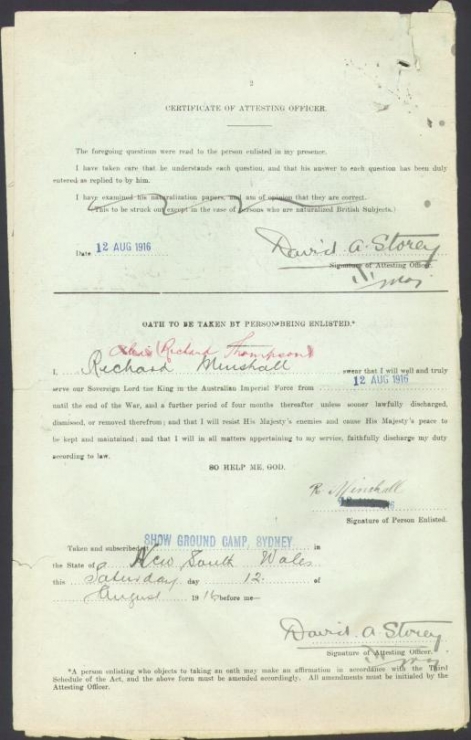 2
CERTIFICATE OF ATTESTING OFFICER.
The foregoing questions were read to the person enlisted in my presence.
I have taken care that he understands each question, and that his answer to each question has been duly
entered as replied to by him.
I have examined his naturalization papers, and am of opinion that they are correct.
(This to be struck out except in the case of persons who are naturalized British Subjects.)
Date 12 AUG 1916
David A. Storey
Signature of Attesting Officer.
OATH TO BE TAKEN BY PERSON BEING ENLISTED.*
alias (Richard Thompson)
I, Richard Minshall swear that I will well and truly
serve our Sovereign Lord the King in the Australian Imperial Force from 12 AUG 1916
until the end of the War, and a further period of four months thereafter unless sooner lawfully discharged,
dismissed, or removed therefrom; and that I will resist His Majesty's enemies and cause His Majesty's peace to
be kept and maintained; and that I will in all matters appertaining to my service, faithfully discharge my duty
according to law.
SO HELP ME, GOD.
R Minshall
Signature of Person Enlisted.
Taken and subscribed at SHOW GROUND CAMP, SYDNEY in
the State of New South Wales
this Saturday day 12 of
August 1916 before me—
David A. Storey
Signature of Attesting Officer.
*A person enlisting who objects to taking an oath may make an affirmation in accordance with the Third
Schedule of the Act, and the above form must be amended accordingly. All amendments must be initialed by the
Attesting Officer.